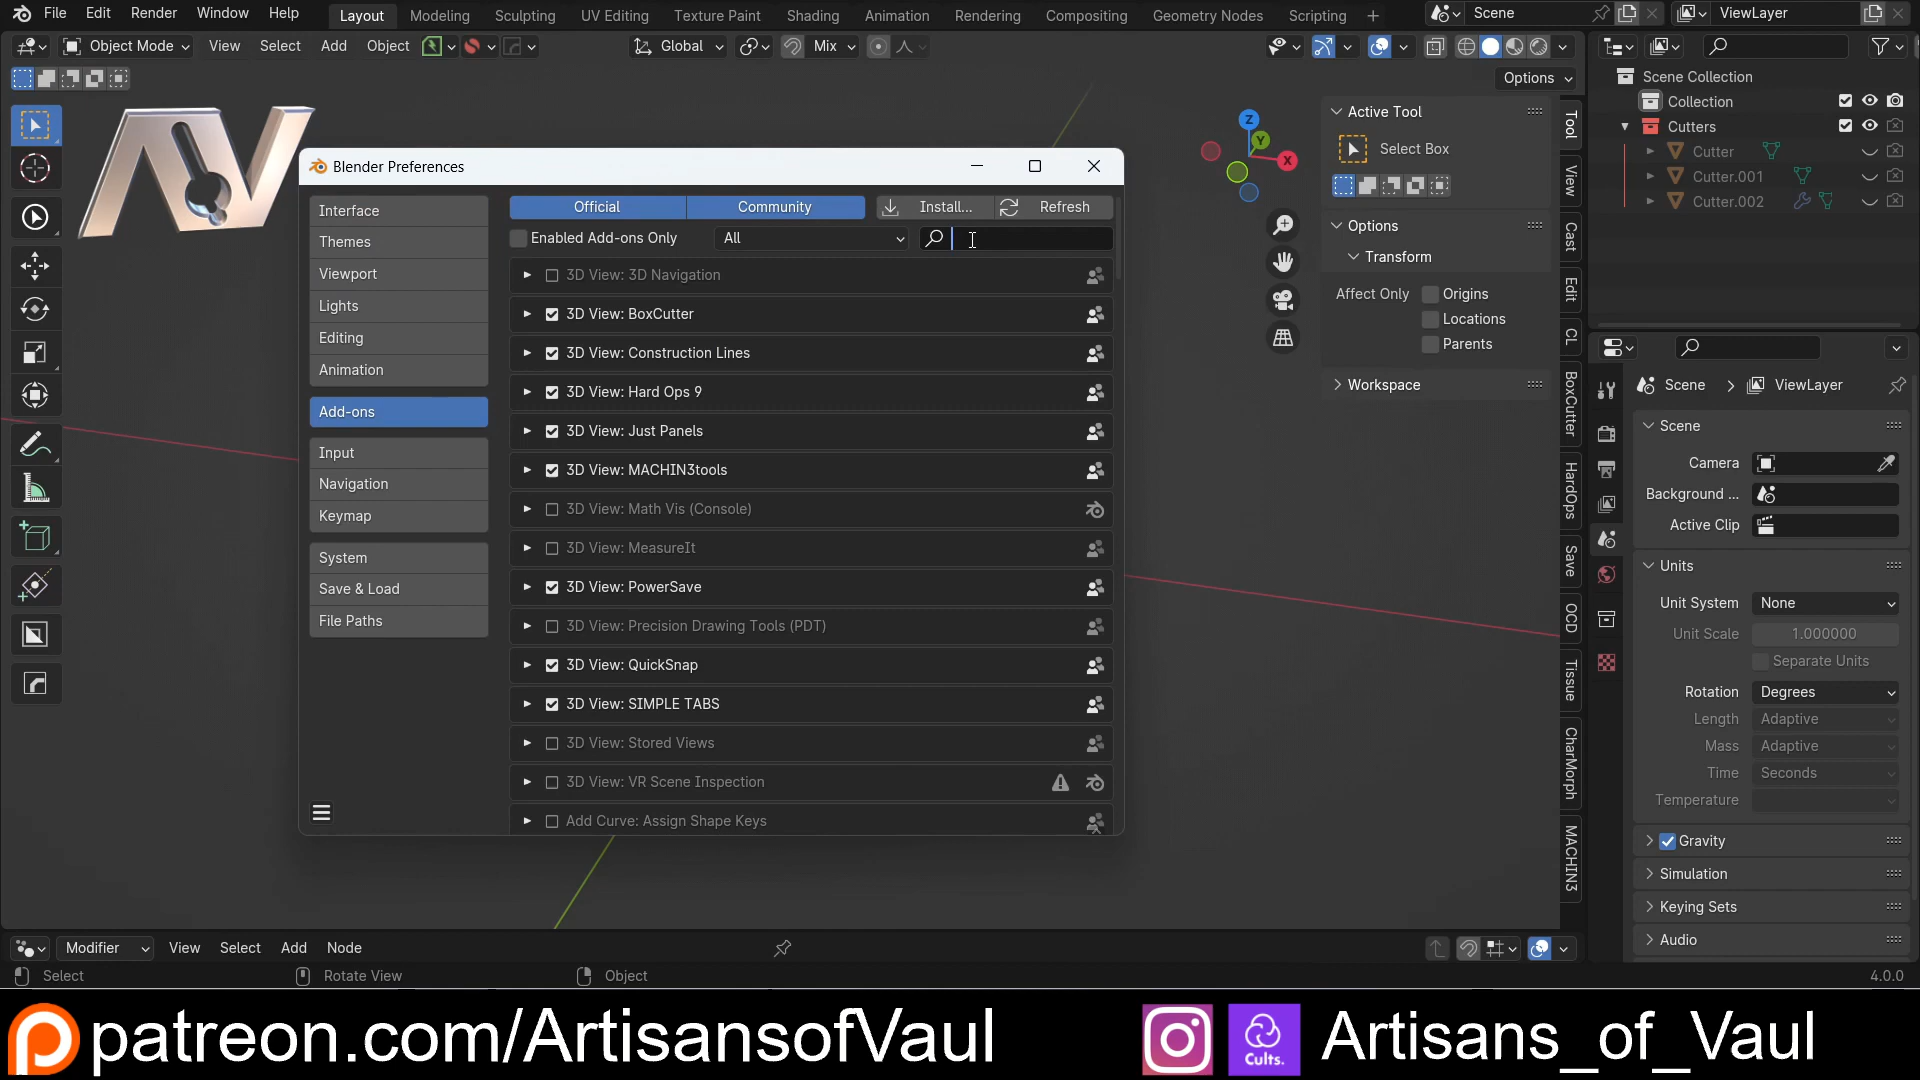 File Edit Render Window Help Layout Modeling Sculpting UV Editing Texture Paint Shading Animation Rendering Compositing Geometry Nodes Scripting + Scene ViewLayer
Object Mode View Select Add Object Global Mix
Options
AV
Blender Preferences
Interface
Themes
Viewport
Lights
Editing
Animation
Add-ons
Input
Navigation
Keymap
System
Save & Load
File Paths
Official Community Install... Refresh
Enabled Add-ons Only All
3D View: 3D Navigation
3D View: BoxCutter
3D View: Construction Lines
3D View: Hard Ops 9
3D View: Just Panels
3D View: MACHIN3tools
3D View: Math Vis (Console)
3D View: MeasureIt
3D View: PowerSave
3D View: Precision Drawing Tools (PDT)
3D View: QuickSnap
3D View: SIMPLE TABS
3D View: Stored Views
3D View: VR Scene Inspection
Add Curve: Assign Shape Keys
Z
Y
X
Active Tool
Select Box
Options
Transform
Affect Only Origins
Locations
Parents
Workspace
Tool
View
Cast
Edit
CL
BoxCutter
HardOps
Save
OCD
Tissue
CharMorph
MACHIN3
Scene Collection
Collection
Cutters
Cutter
Cutter.001
Cutter.002
Scene ViewLayer
Scene
Camera
Background ...
Active Clip
Units
Unit System None
Unit Scale 1.000000
Separate Units
Rotation Degrees
Length Adaptive
Mass Adaptive
Time Seconds
Temperature
Gravity
Simulation
Keying Sets
Audio
Modifier View Select Add Node
Select Rotate View Object 4.0.0
patreon.com/ArtisansofVaul Cults. Artisans_of_Vaul